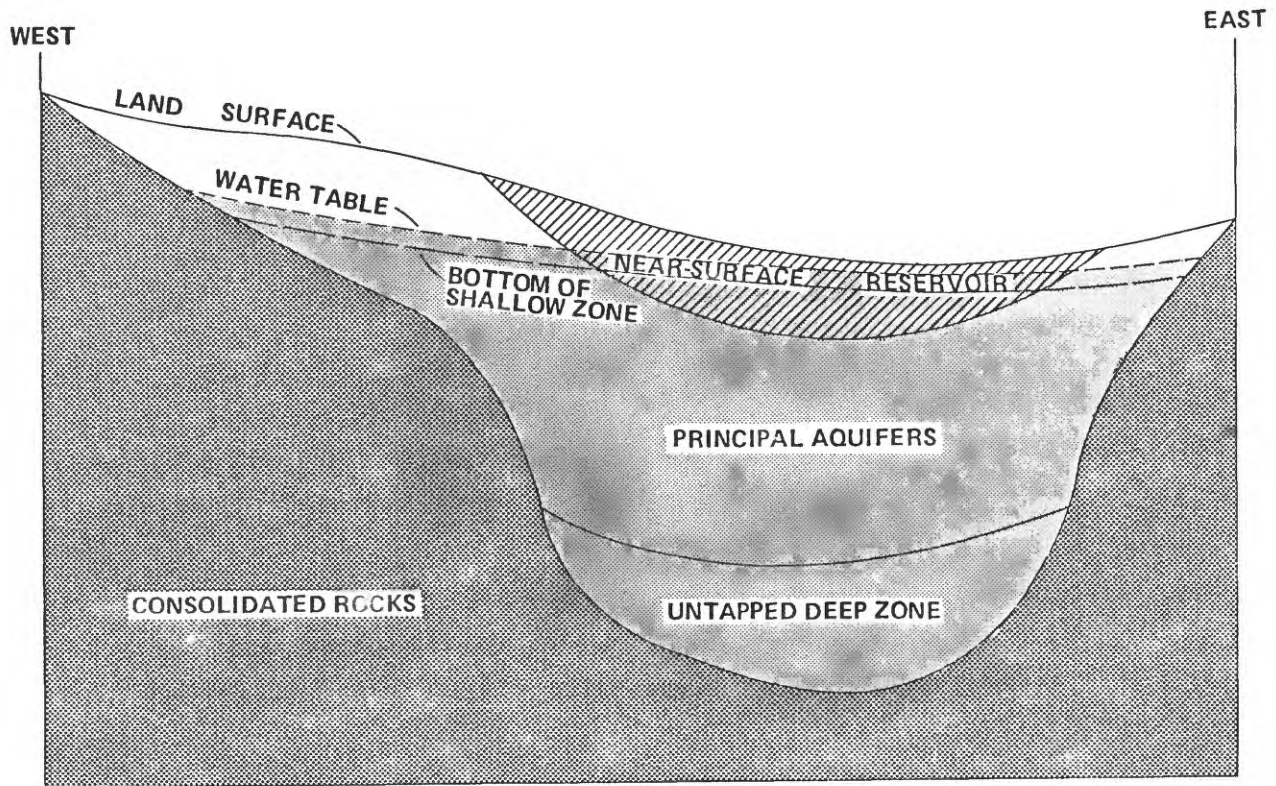 WEST
EAST
LAND SURFACE
WATER TABLE
NEAR-SURFACE RESERVOIR
BOTTOM OF
SHALLOW ZONE
PRINCIPAL AQUIFERS
CONSOLIDATED ROCKS
UNTAPPED DEEP ZONE